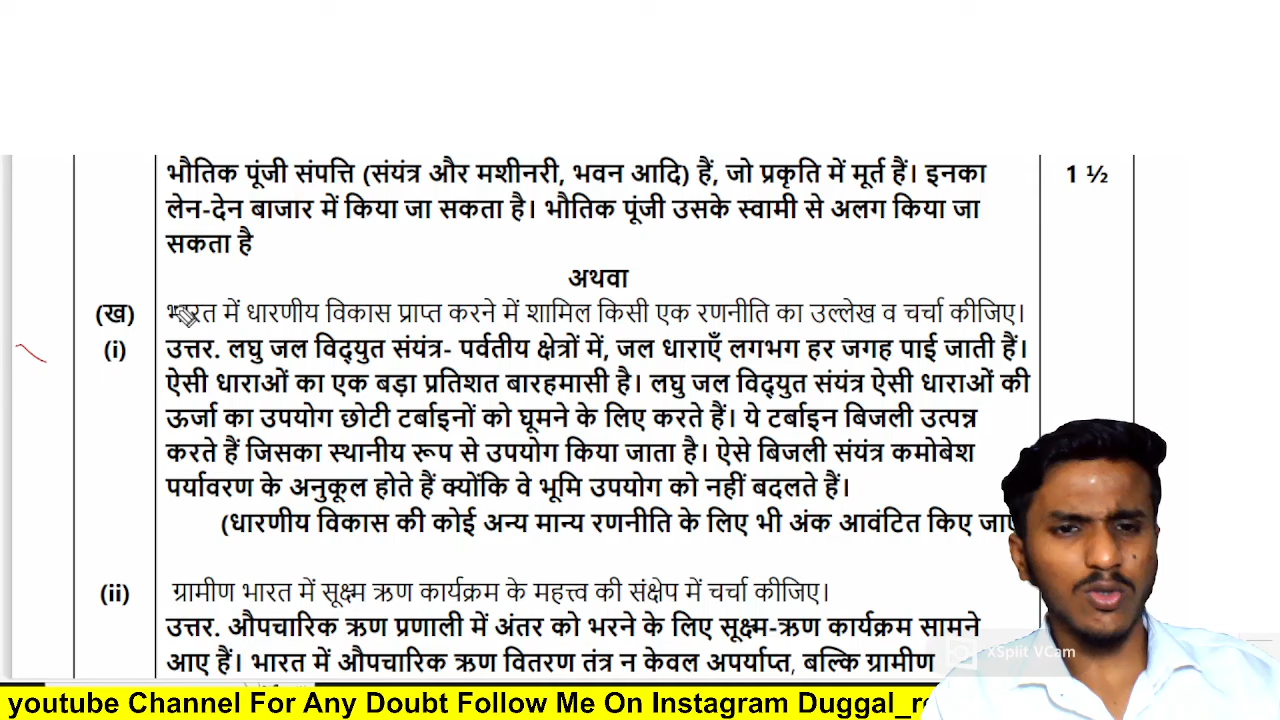 भौतिक पूंजी संपत्ति (संयंत्र और मशीनरी, भवन आदि) हैं, जो प्रकृति में मूर्त हैं। इनका 1 ½
लेन-देन बाजार में किया जा सकता है। भौतिक पूंजी उसके स्वामी से अलग किया जा
सकता है
अथवा
(ख) भारत में धारणीय विकास प्राप्त करने में शामिल किसी एक रणनीति का उल्लेख व चर्चा कीजिए।
(i) उत्तर. लघु जल विद्युत संयंत्र- पर्वतीय क्षेत्रों में, जल धाराएँ लगभग हर जगह पाई जाती हैं।
ऐसी धाराओं का एक बड़ा प्रतिशत बारहमासी है। लघु जल विद्युत संयंत्र ऐसी धाराओं की
ऊर्जा का उपयोग छोटी टर्बाइनों को घूमने के लिए करते हैं। ये टर्बाइन बिजली उत्पन्न
करते हैं जिसका स्थानीय रूप से उपयोग किया जाता है। ऐसे बिजली संयंत्र कमोबेश
पर्यावरण के अनुकूल होते हैं क्योंकि वे भूमि उपयोग को नहीं बदलते हैं।
(धारणीय विकास की कोई अन्य मान्य रणनीति के लिए भी अंक आवंटित किए
(ii) ग्रामीण भारत में सूक्ष्म ऋण कार्यक्रम के महत्त्व की संक्षेप में चर्चा कीजिए।
उत्तर. औपचारिक ऋण प्रणाली में अंतर को भरने के लिए सूक्ष्म-ऋण कार्यक्रम सामने
आए हैं। भारत में औपचारिक ऋण वितरण तंत्र न केवल अपर्याप्त, बल्कि ग्रामीण
XSplit VCam
youtube Channel For Any Doubt Follow Me On Instagram